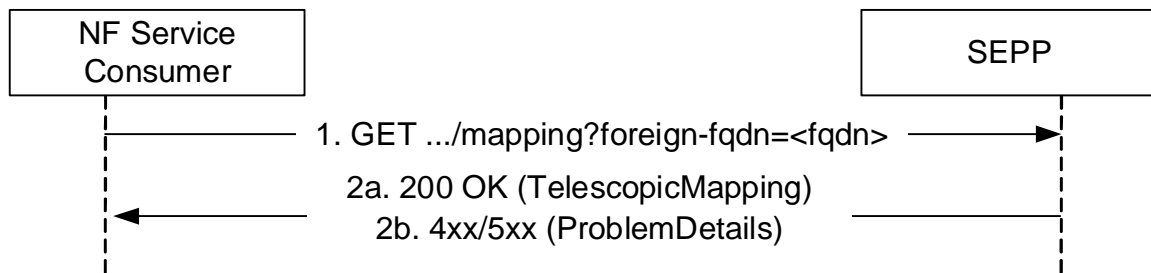 NF Service
Consumer
SEPP
1. GET .../mapping?foreign-fqdn=<fqdn>
2a. 200 OK (TelescopicMapping)
2b. 4xx/5xx (ProblemDetails)